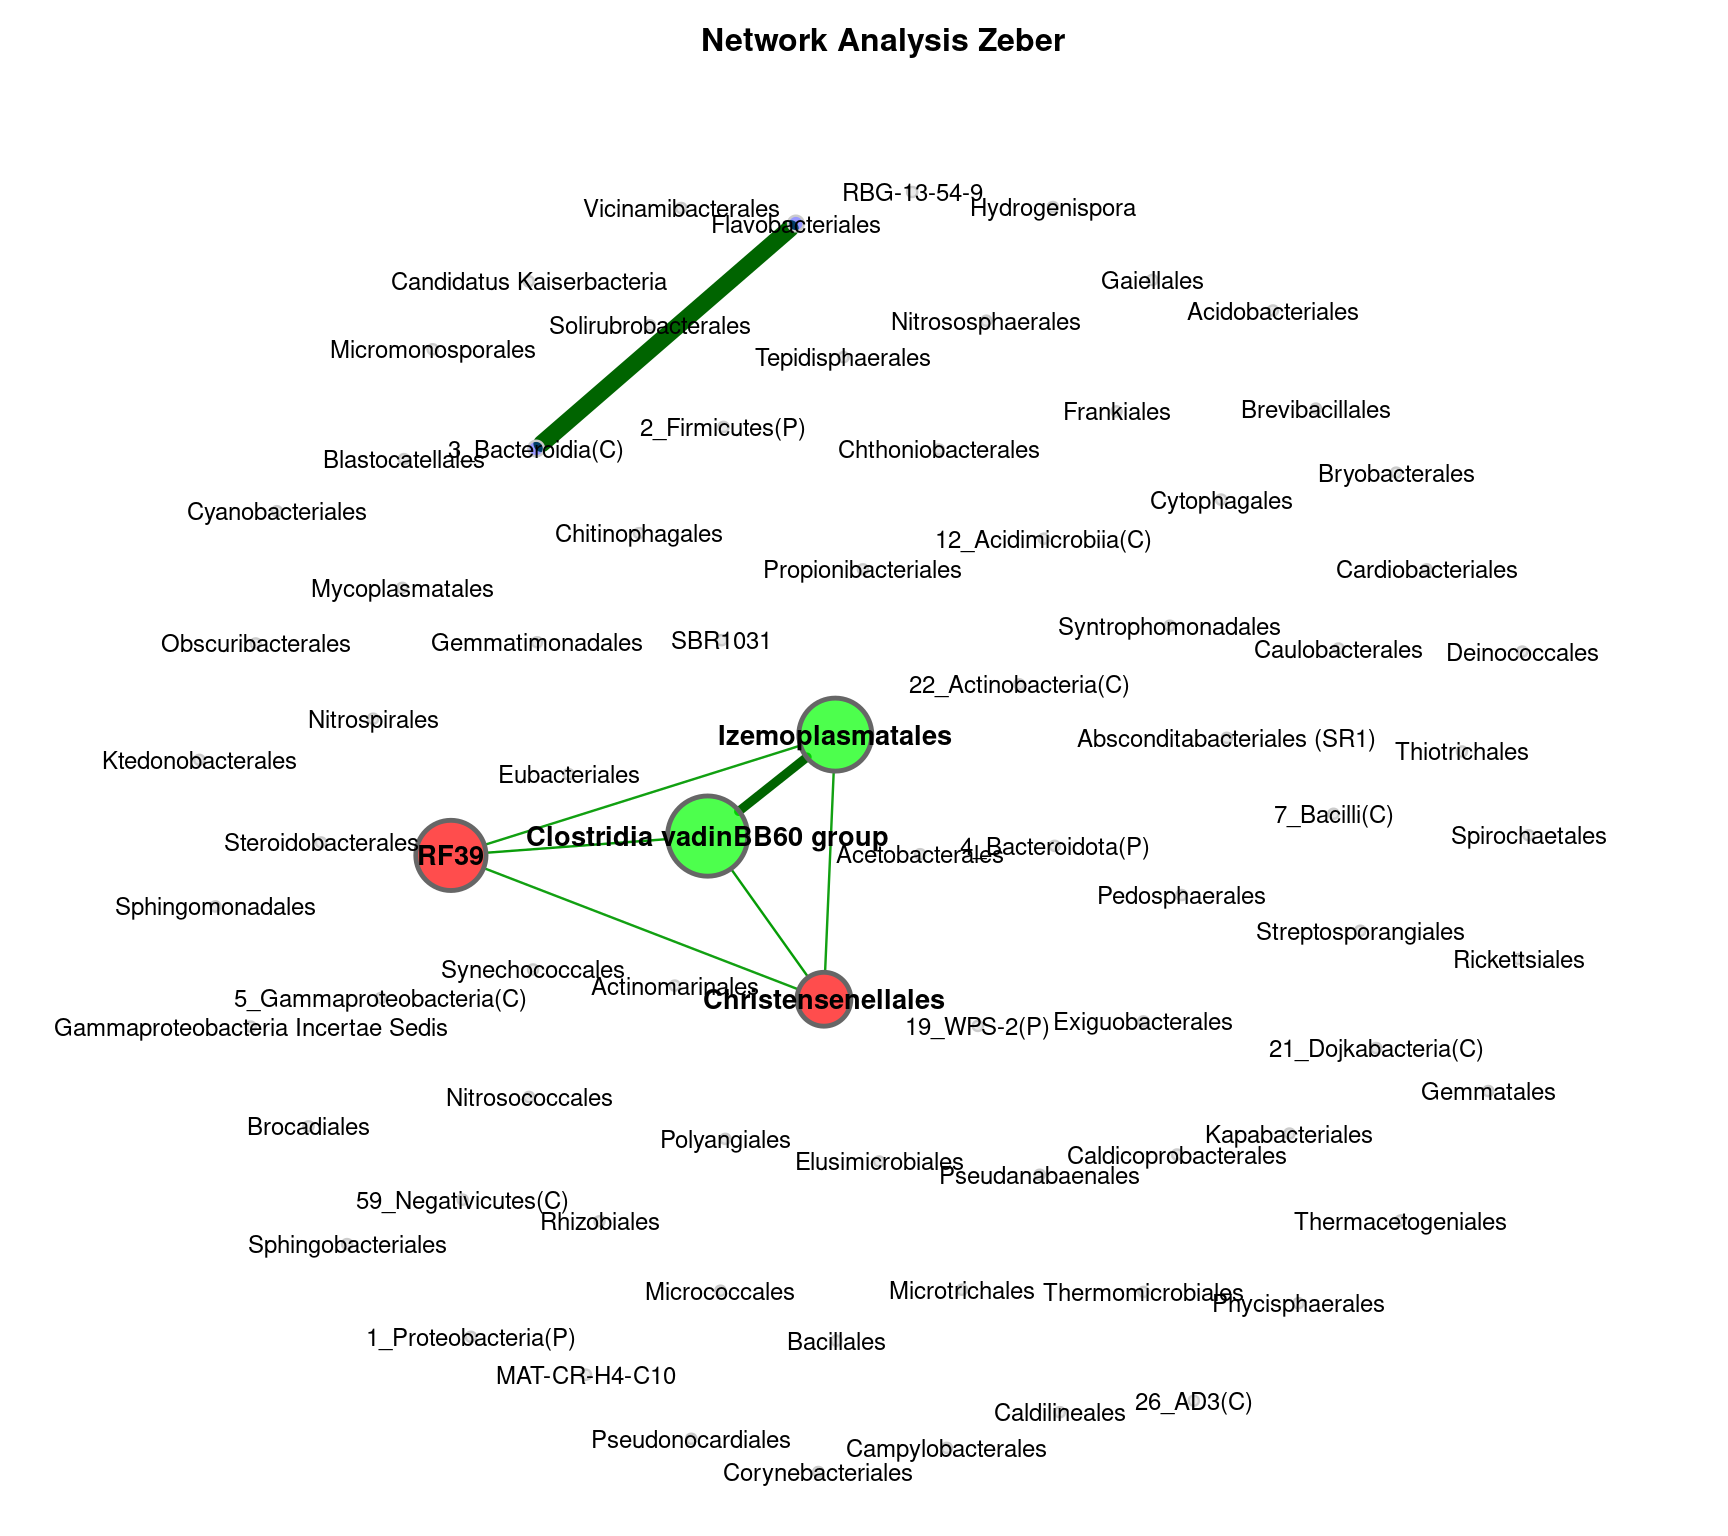 Network Analysis Zeber
RBG-13-54-9
Vicinamibacterales
Hydrogenispora
Flavobacteriales
Candidatus Kaiserbacteria
Gaiellales
Acidobacteriales
Solirubrobacterales
Nitrososphaerales
Micromonosporales
Tepidisphaerales
Frankiales
Brevibacillales
2_Firmicutes(P)
3_Bacteroidia(C)
Chthoniobacterales
Blastocatellales
Bryobacterales
Cytophagales
Cyanobacteriales
Chitinophagales
12_Acidimicrobiia(C)
Propionibacteriales
Cardiobacteriales
Mycoplasmatales
Syntrophomonadales
Obscuribacterales
Gemmatimonadales
SBR1031
Caulobacterales
Deinococcales
22_Actinobacteria(C)
Nitrospirales
Izemoplasmatales
Absconditabacteriales (SR1)
Thiotrichales
Ktedonobacterales
Eubacteriales
7_Bacilli(C)
Clostridia vadinBB60 group
Spirochaetales
Steroidobacterales
RF39
Acetobacterales
4_Bacteroidota(P)
Pedosphaerales
Sphingomonadales
Streptosporangiales
Rickettsiales
Synechococcales
Actinomarinales
5_Gammaproteobacteria(C)
Christensenellales
Gammaproteobacteria Incertae Sedis
19_WPS-2(P)
Exiguobacterales
21_Dojkabacteria(C)
Gemmatales
Nitrosococcales
Brocadiales
Polyangiales
Kapabacteriales
Caldicoprobacterales
Elusimicrobiales
Pseudanabaenales
59_Negativicutes(C)
Rhizobiales
Thermacetogeniales
Sphingobacteriales
Micrococcales
Microtrichales
Thermomicrobiales
Phycisphaerales
1_Proteobacteria(P)
Bacillales
MAT-CR-H4-C10
26_AD3(C)
Caldilineales
Pseudonocardiales
Campylobacterales
Corynebacteriales